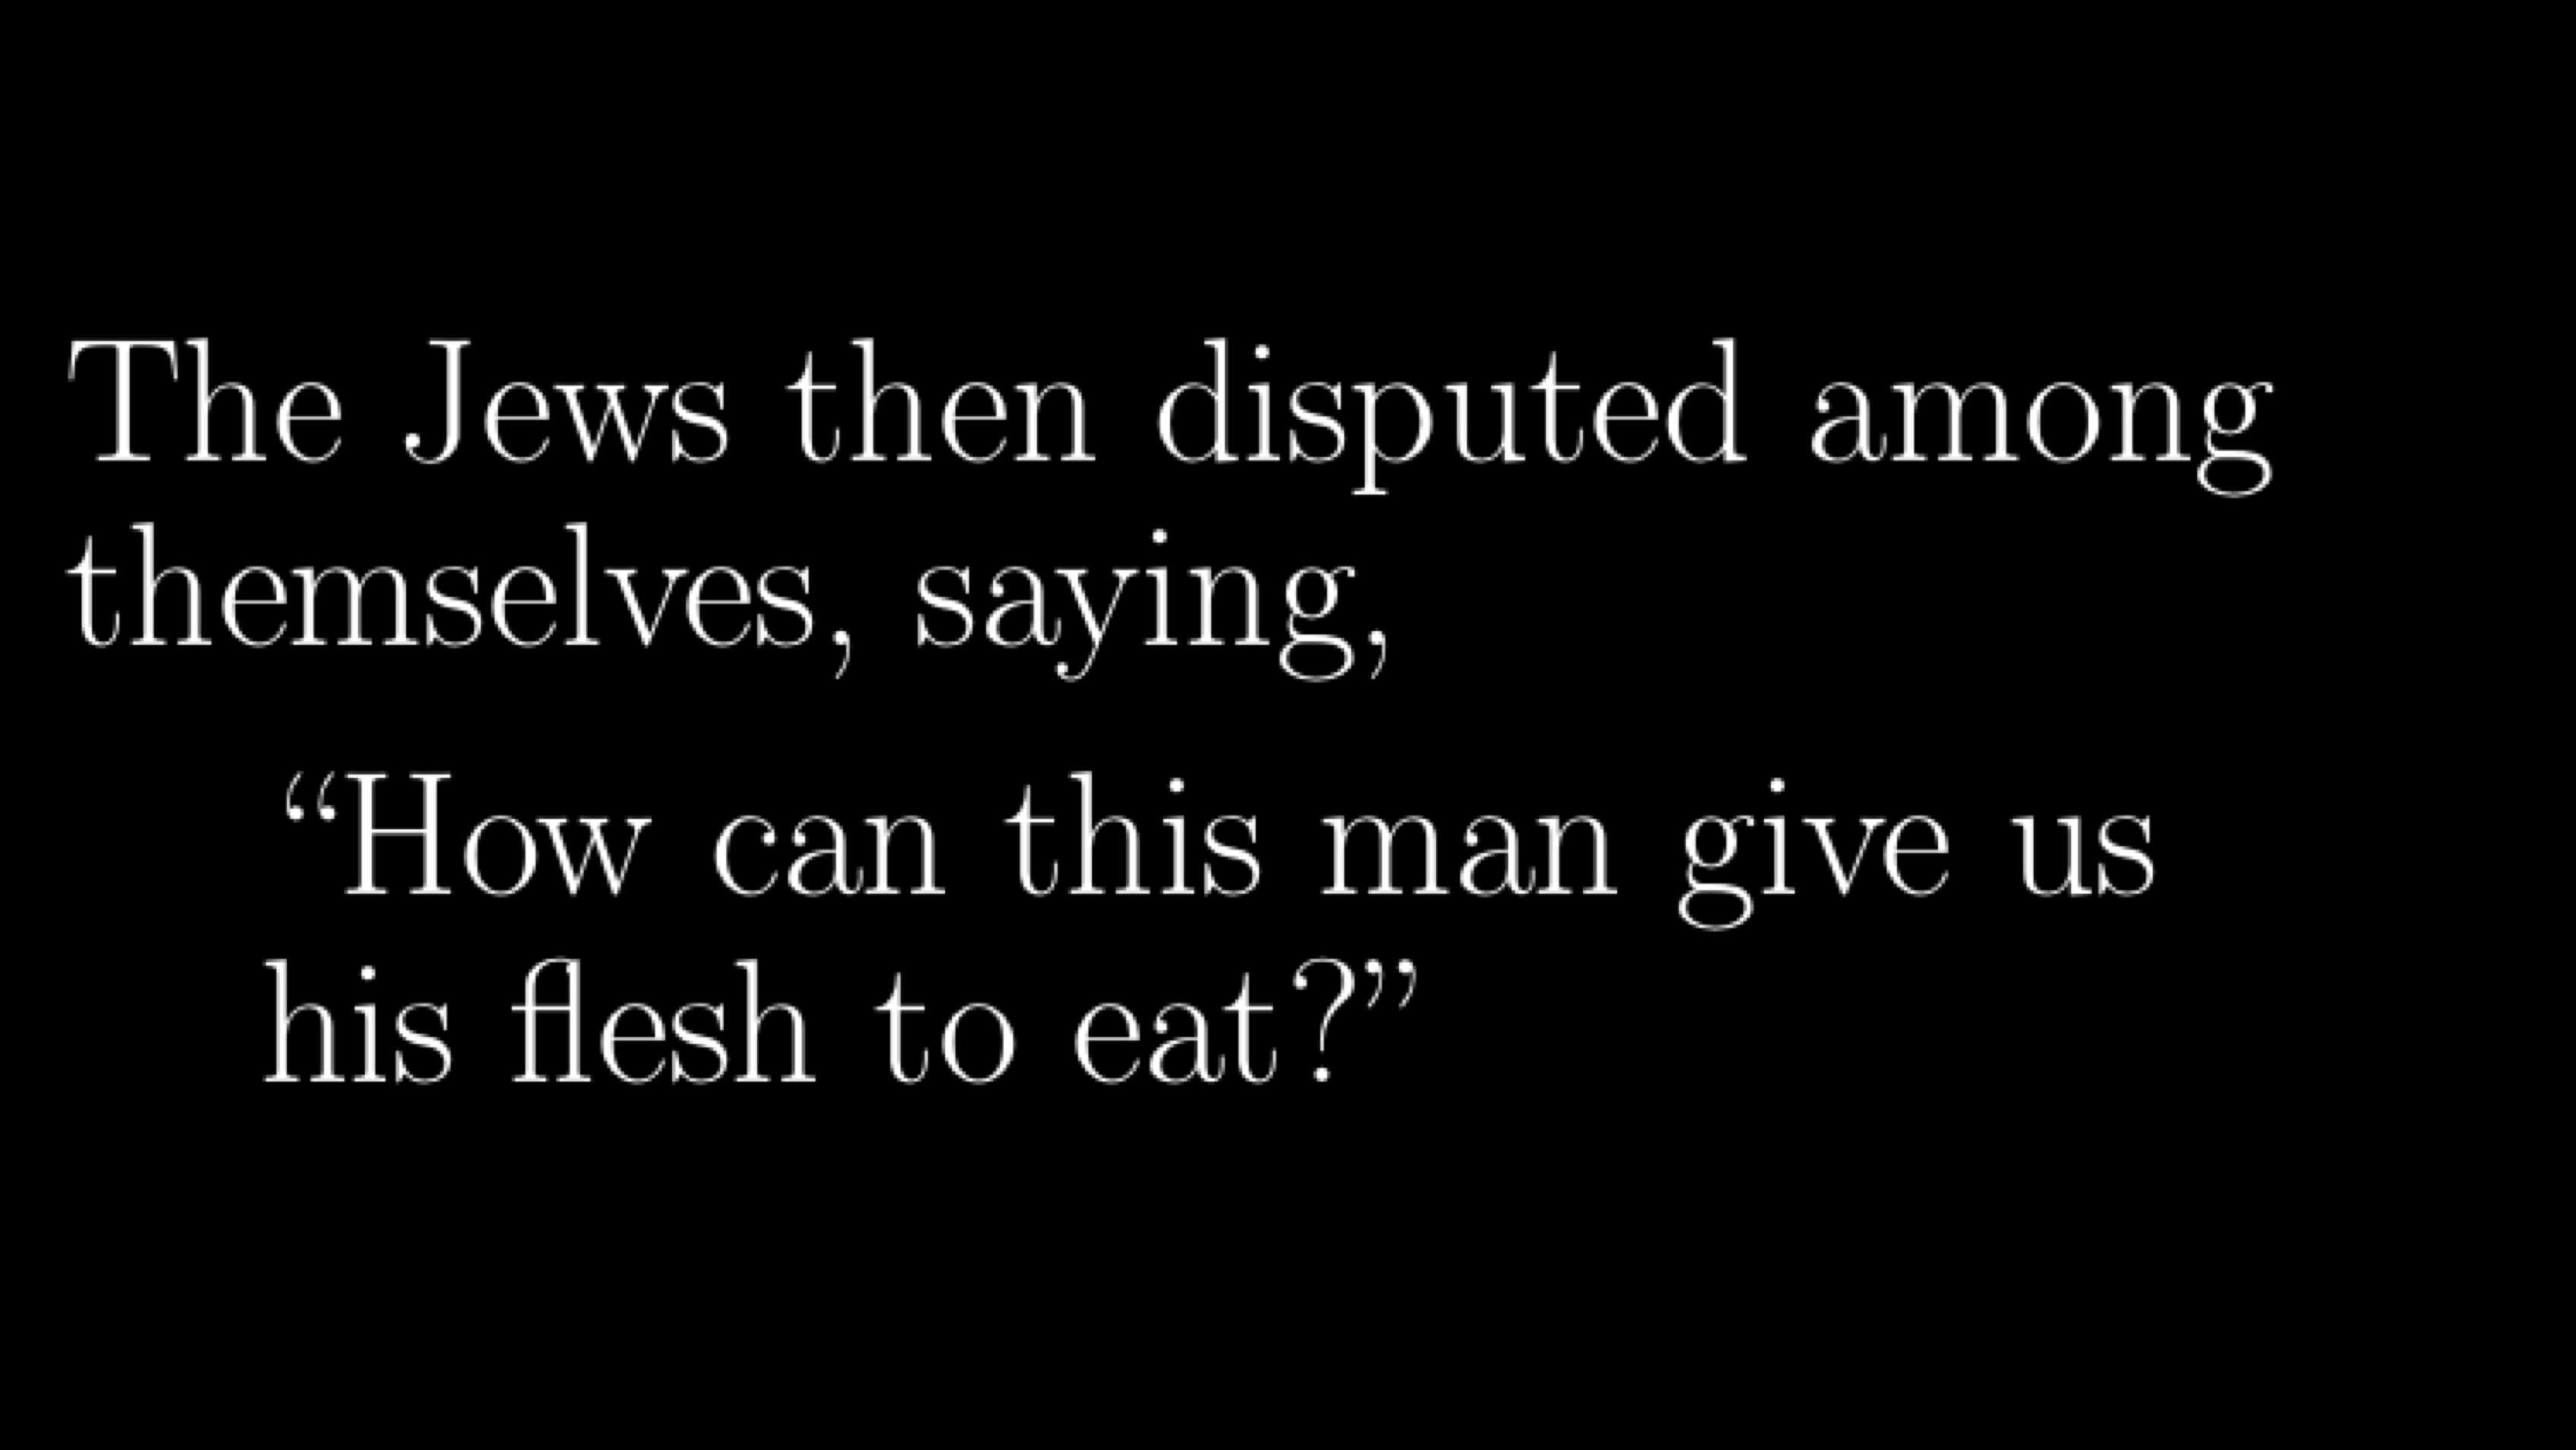 The Jews then disputed among
themselves, saying,
“How can this man give us
his flesh to eat?”